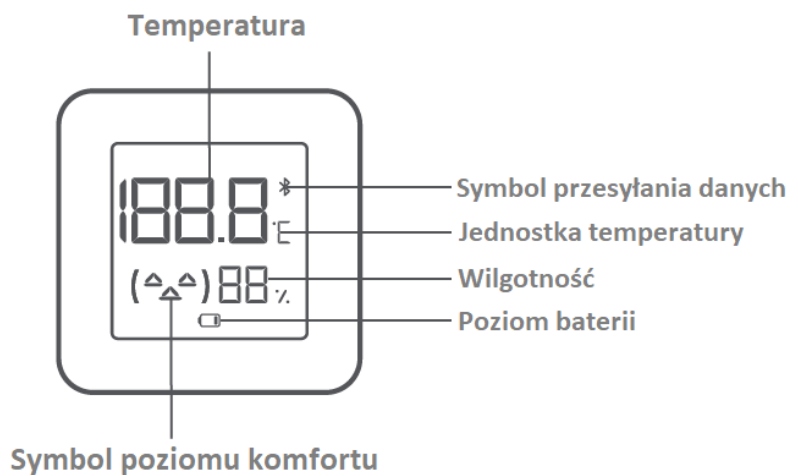 Temperatura
188.8
Symbol przesyłania danych
°E
Jednostka temperatury
88 %
Wilgotność
Poziom baterii
Symbol poziomu komfortu